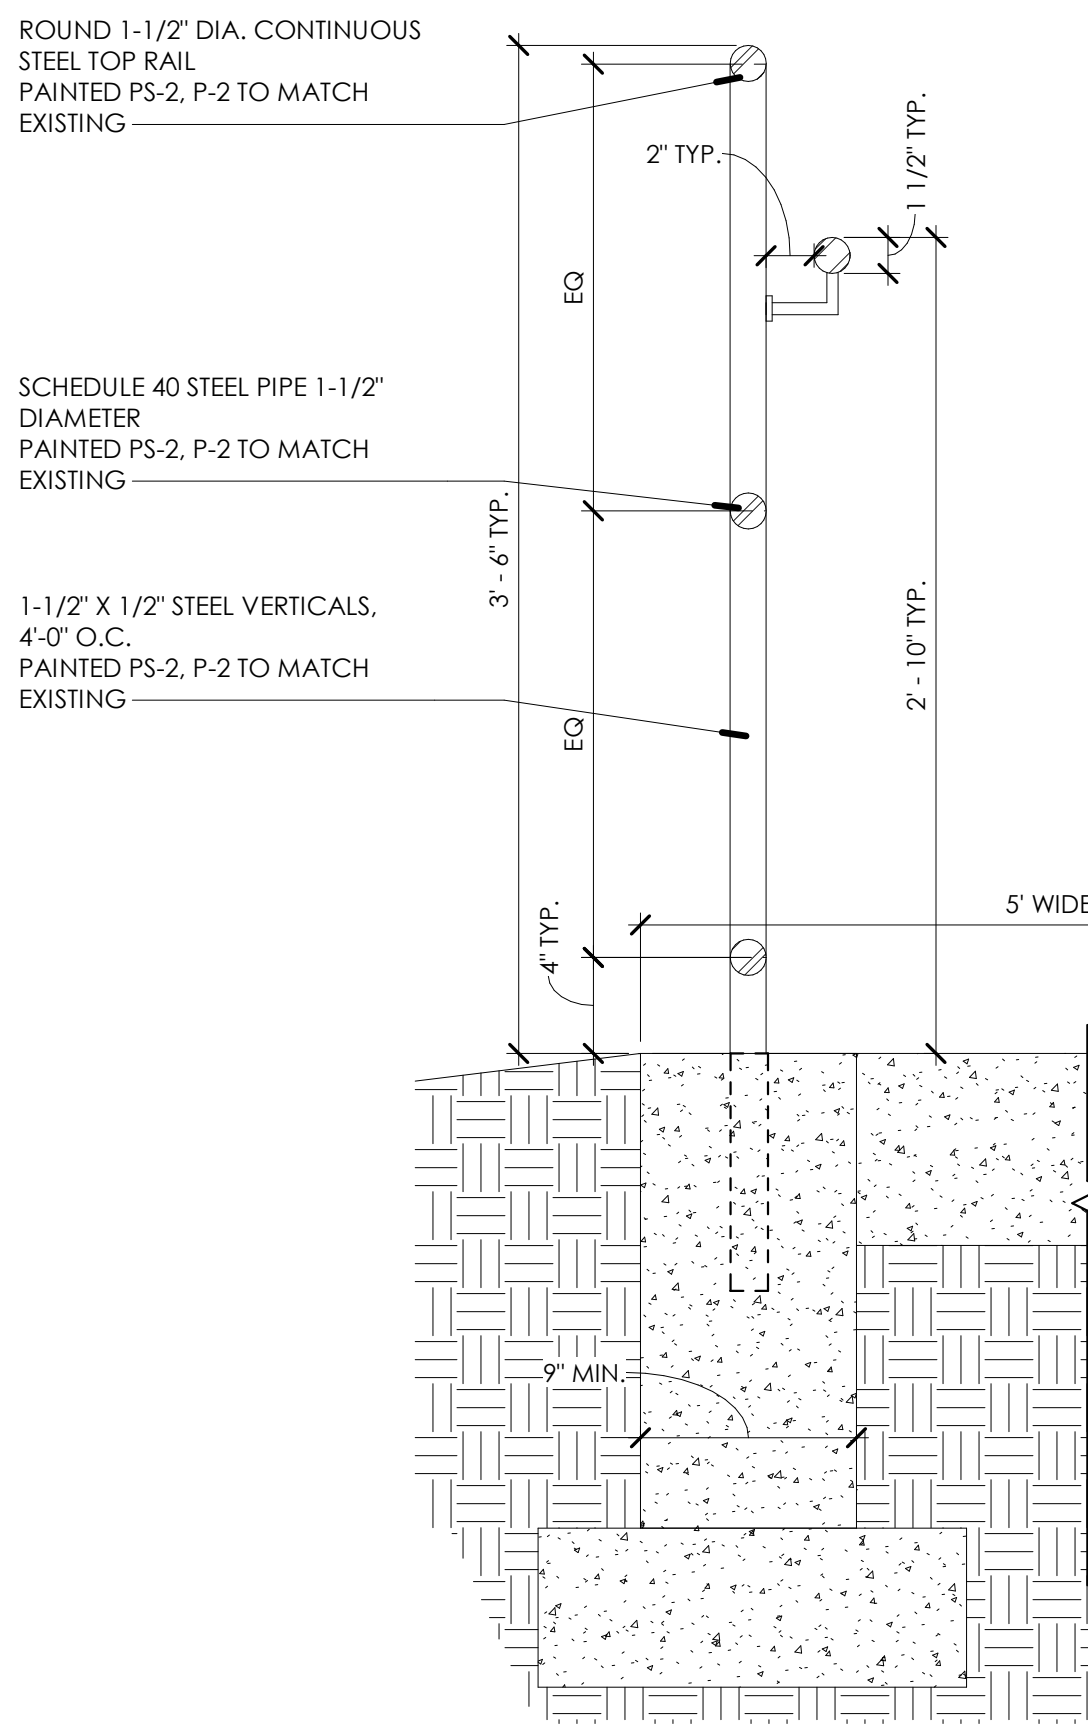 ROUND 1-1/2" DIA. CONTINUOUS
STEEL TOP RAIL
PAINTED PS-2, P-2 TO MATCH
EXISTING
2" TYP.
1 1/2" TYP.
EQ
SCHEDULE 40 STEEL PIPE 1-1/2"
DIAMETER
PAINTED PS-2, P-2 TO MATCH
EXISTING
3' - 6" TYP.
2' - 10" TYP.
1-1/2" X 1/2" STEEL VERTICALS,
4'-0" O.C.
PAINTED PS-2, P-2 TO MATCH
EXISTING
EQ
5' WIDE
4" TYP.
9" MIN.